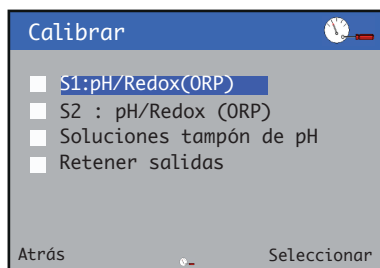 Calibrar
S1:pH/Redox(ORP)
S2 : pH/Redox (ORP)
Soluciones tampón de pH
Retener salidas
Atrás Seleccionar